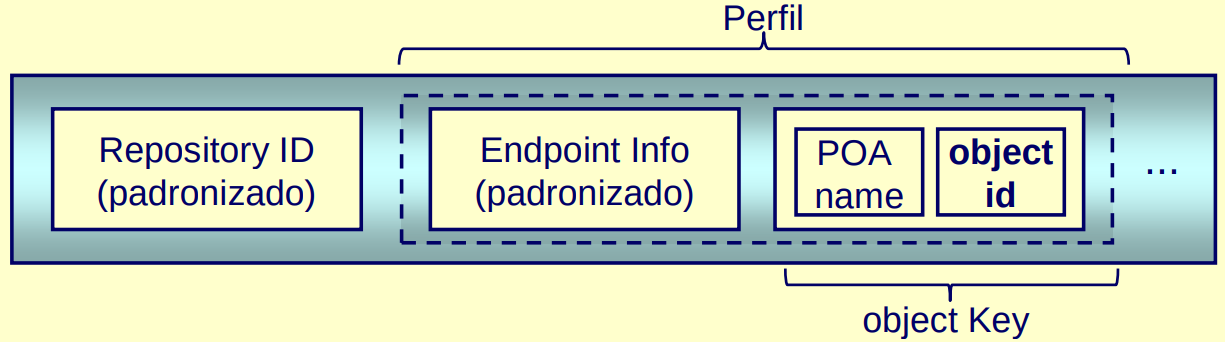 Perfil
Repository ID
(padronizado)
Endpoint Info
(padronizado)
POA
name
object
id
...
object Key